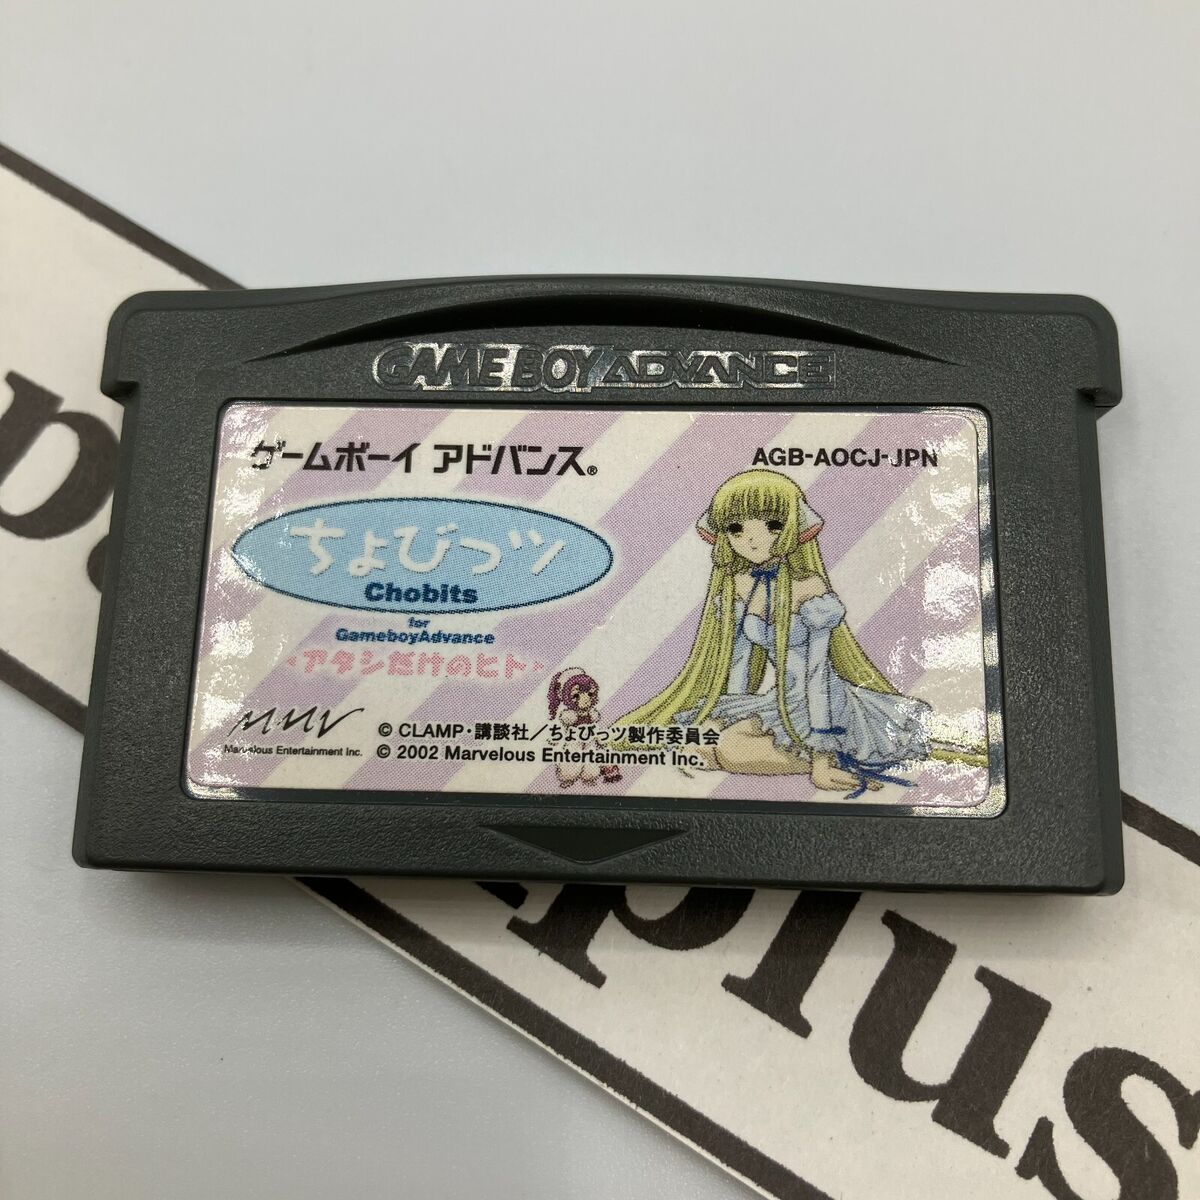 GAME BOY ADVANCE
ゲームボーイ アドバンス®
AGB-AOCJ-JPN
ちょびっツ
Chobits
for
GameboyAdvance
アタシだけのヒト
MMV
Marvelous Entertainment Inc.
© CLAMP・講談社／ちょびっツ製作委員会
© 2002 Marvelous Entertainment Inc.
plus